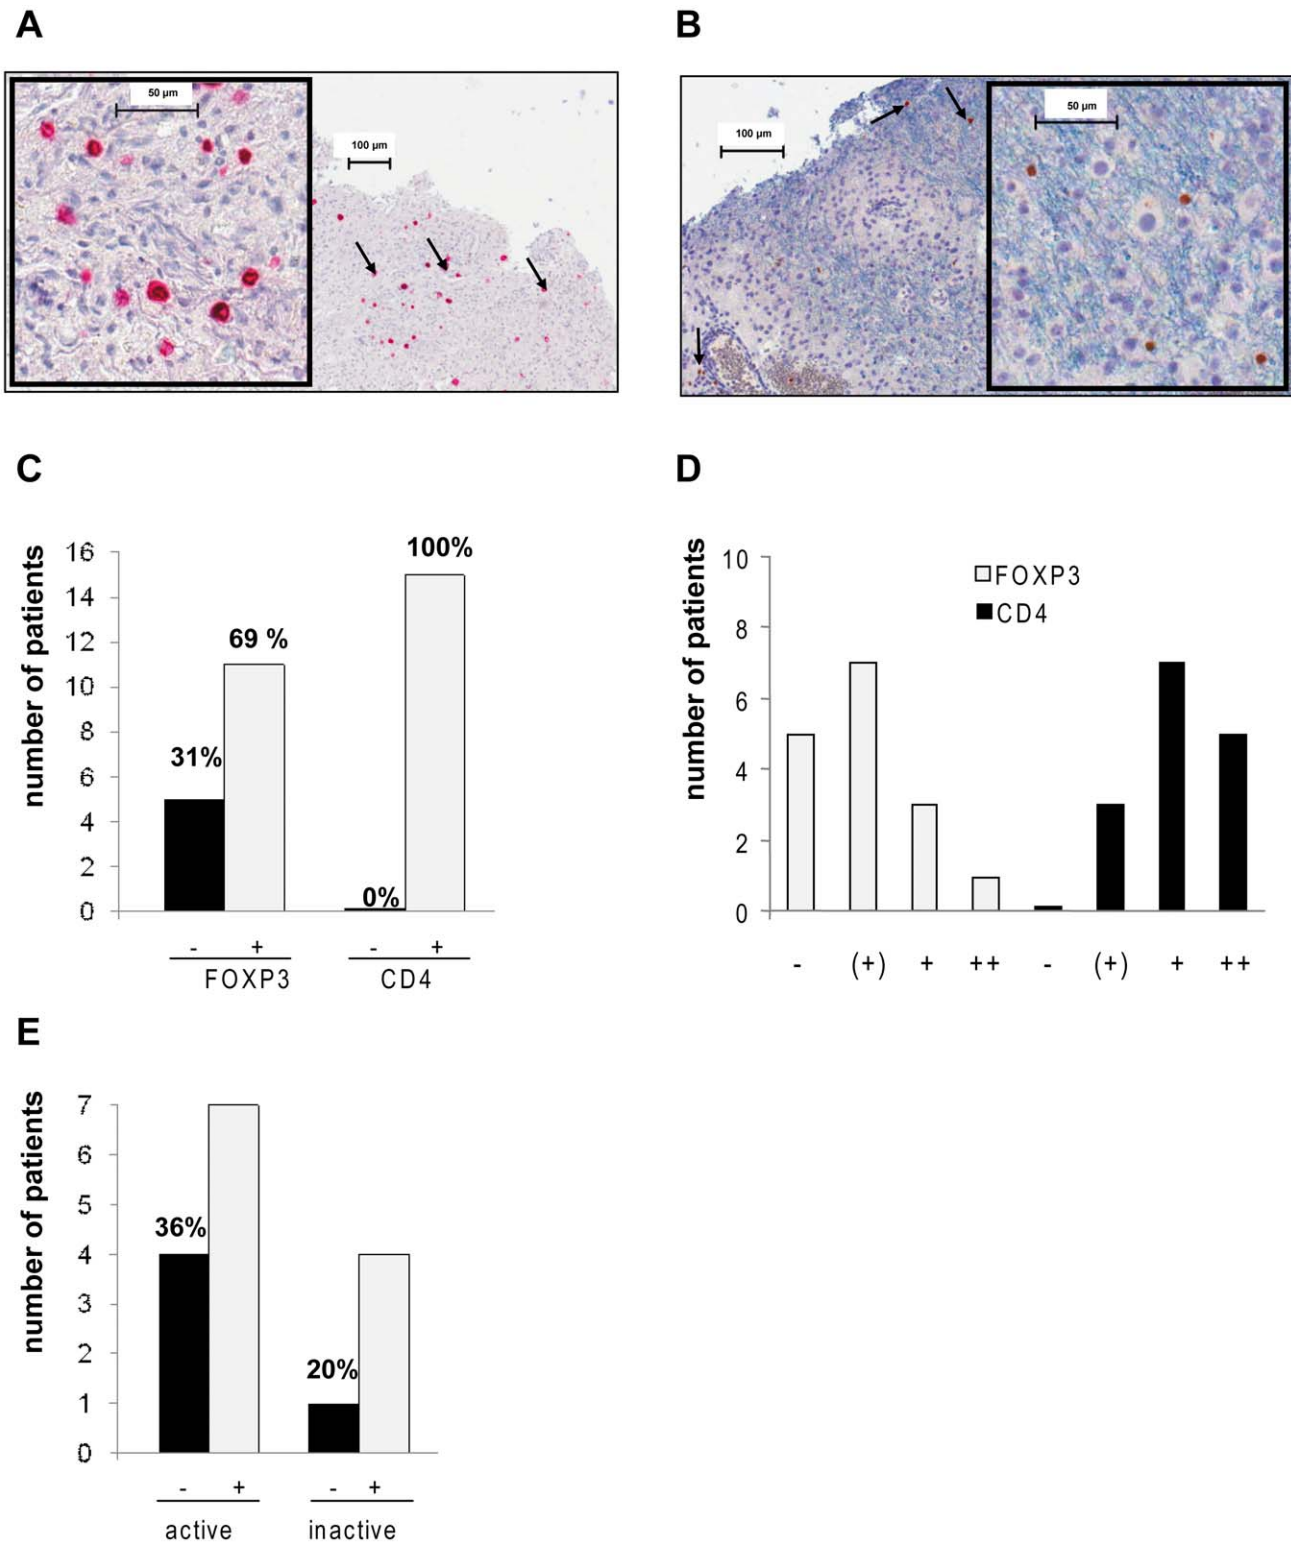 A
B
50 µm
100 µm
100 µm
50 µm
C
D
number of patients
16
14
12
10
8
6
4
2
0
31%
69 %
0%
100%
- + - +
FOXP3 CD4
number of patients
10
8
6
4
2
0
FOXP3
CD4
- (+) + ++ - (+) + ++
E
number of patients
7
6
5
4
3
2
1
0
36%
20%
- + - +
active inactive